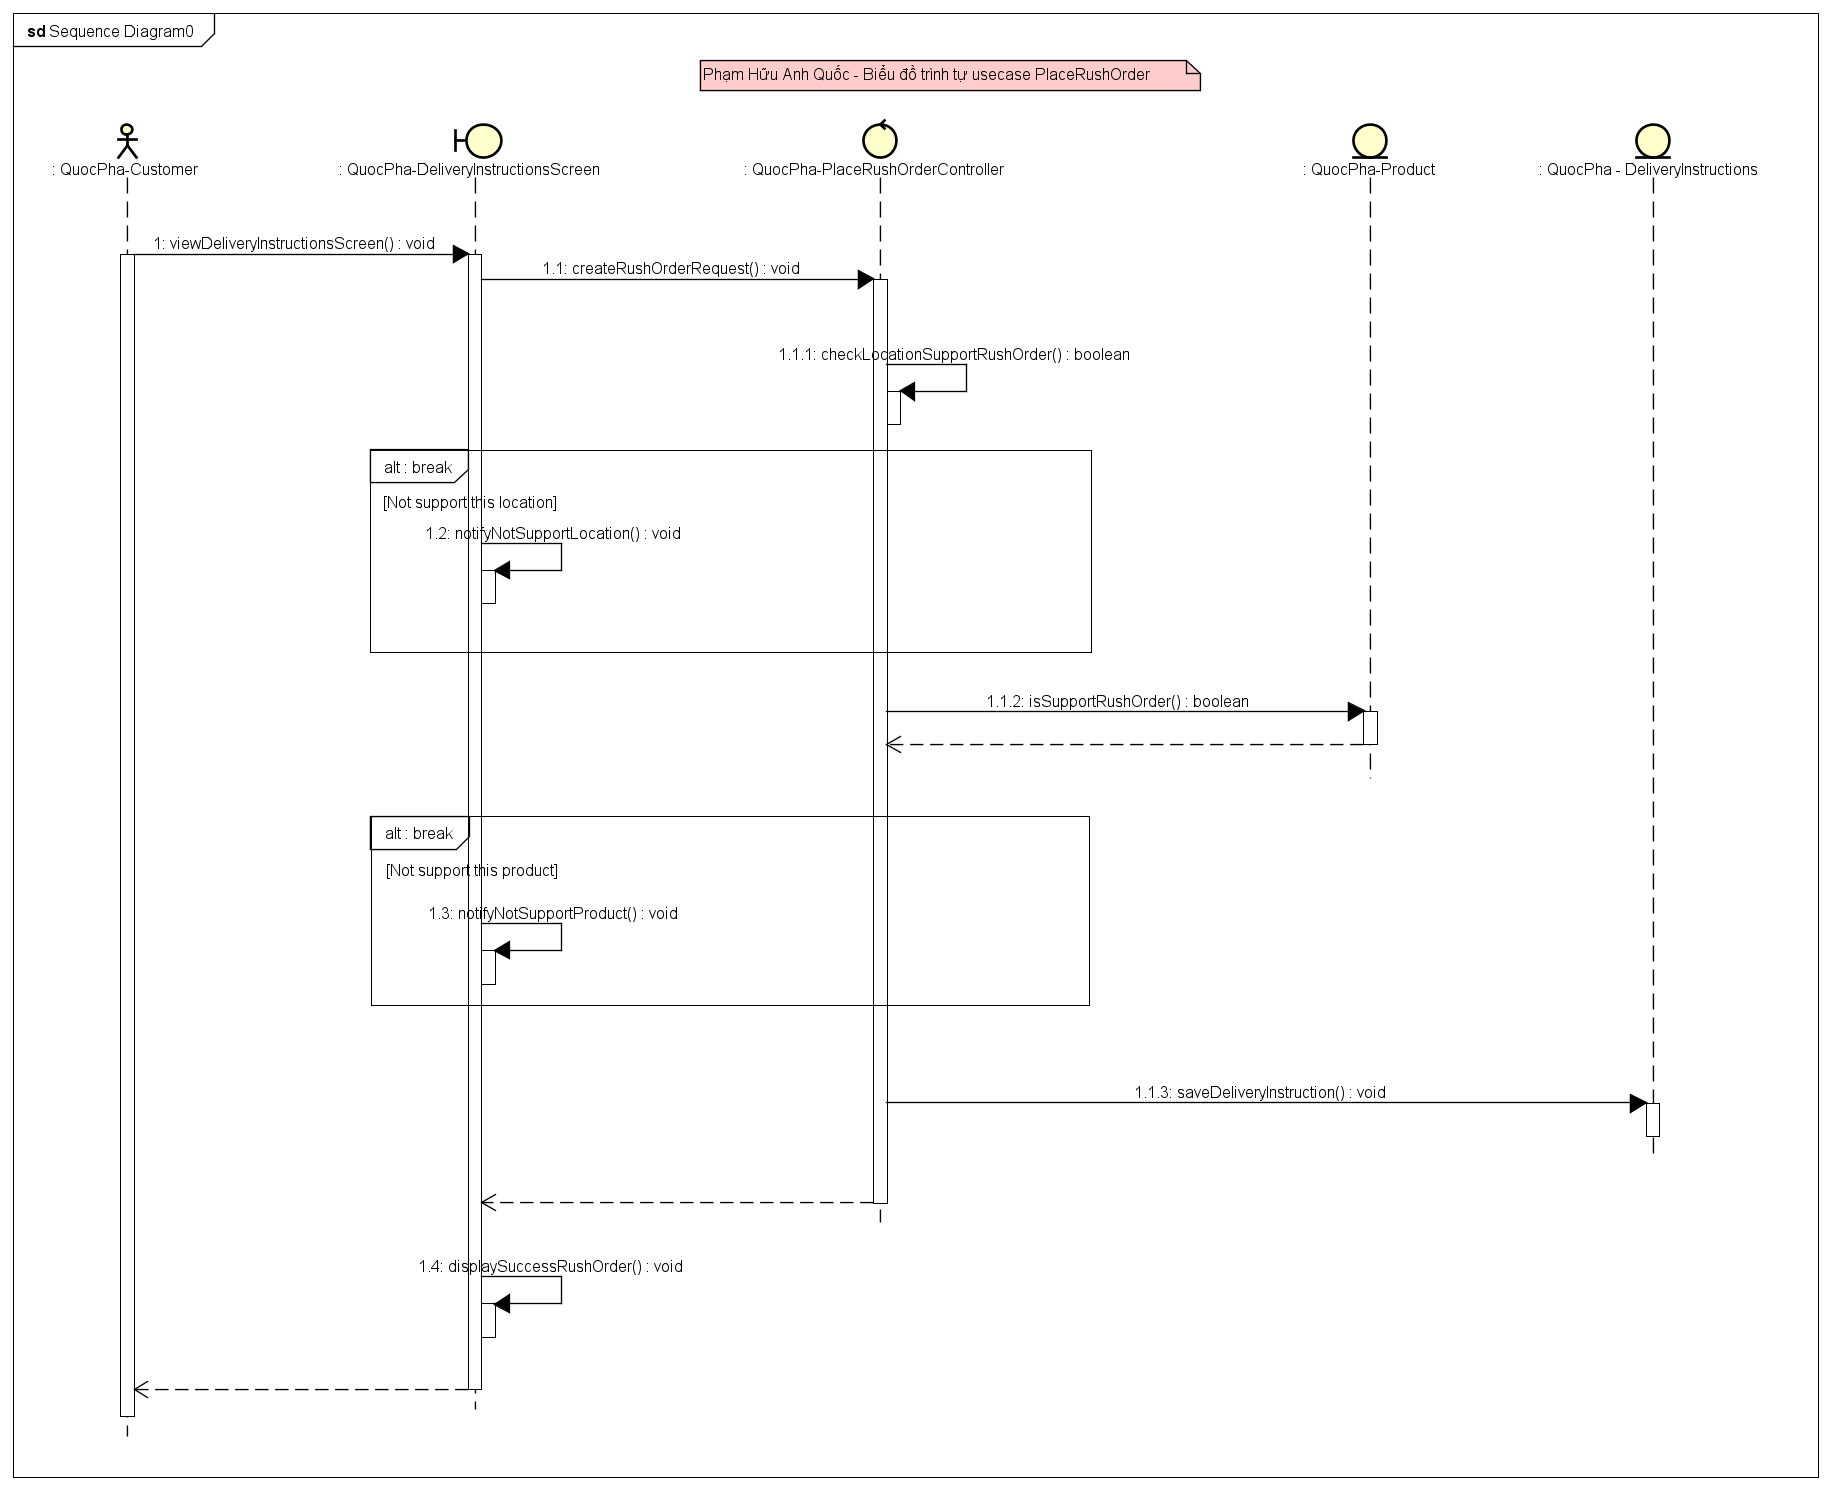 sd Sequence Diagram0
Phạm Hữu Anh Quốc - Biểu đồ trình tự usecase PlaceRushOrder
: QuocPha-Customer
: QuocPha-DeliveryInstructionsScreen
: QuocPha-PlaceRushOrderController
: QuocPha-Product
: QuocPha - DeliveryInstructions
1: viewDeliveryInstructionsScreen() : void
1.1: createRushOrderRequest() : void
1.1.1: checkLocationSupportRushOrder() : boolean
alt : break
[Not support this location]
1.2: notifyNotSupportLocation() : void
1.1.2: isSupportRushOrder() : boolean
alt : break
[Not support this product]
1.3: notifyNotSupportProduct() : void
1.1.3: saveDeliveryInstruction() : void
1.4: displaySuccessRushOrder() : void